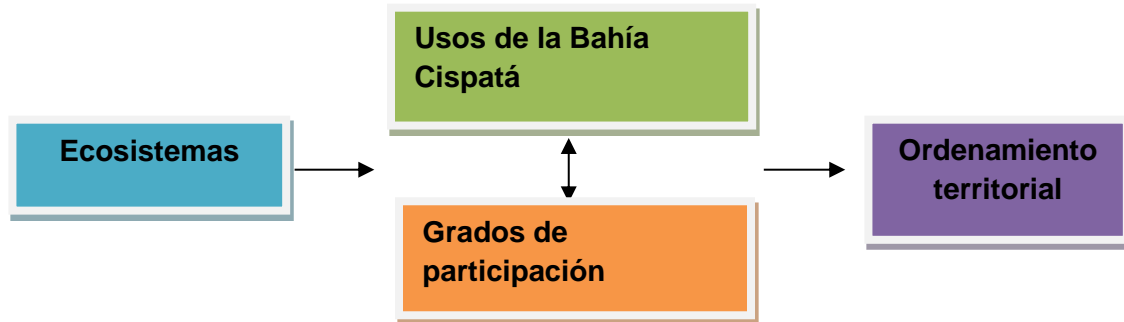 Ecosistemas
Usos de la Bahía
Cispatá
Grados de
participación
Ordenamiento
territorial